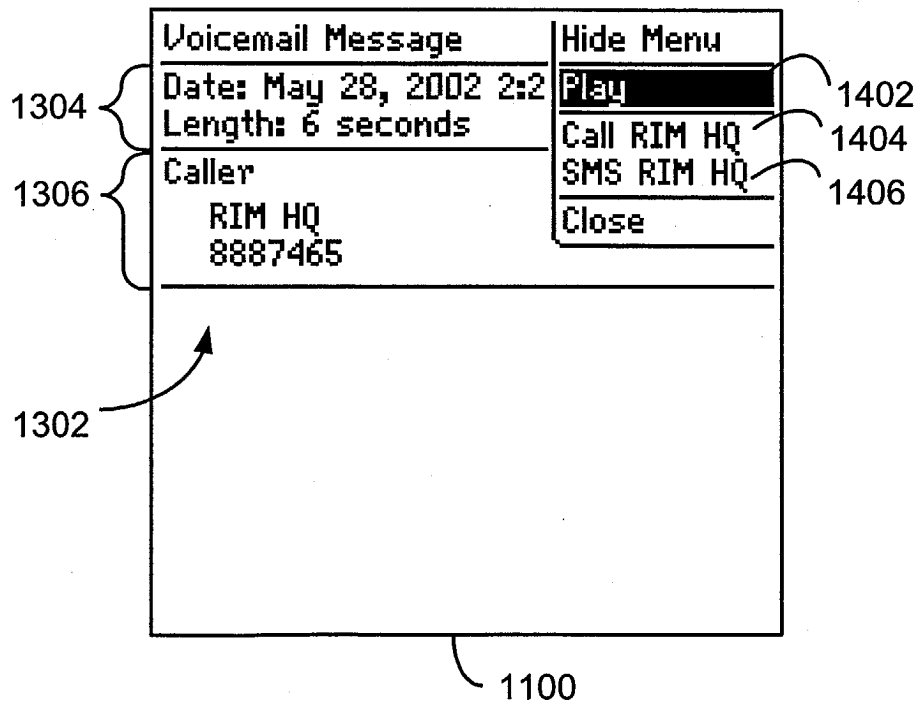 Voicemail Message
Hide Menu
Date: May 28, 2002 2:2
Play
Length: 6 seconds
Call RIM HQ
SMS RIM HQ
Caller
Close
RIM HQ
8887465
1304
1306
1302
1402
1404
1406
1100